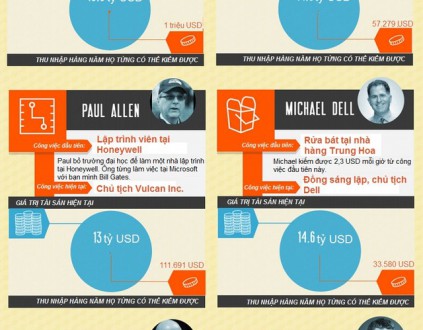 1 triệu USD
57.279 USD
THU NHẬP HÀNG NĂM HỌ TỪNG CÓ THỂ KIẾM ĐƯỢC
THU NHẬP HÀNG NĂM HỌ TỪNG CÓ THỂ KIẾM ĐƯỢC
PAUL ALLEN
Công việc đầu tiên:
Lập trình viên tại
Honeywell
Paul bỏ trường đại học để làm một nhà lập trình
tại Honeywell. Ông từng làm việc tại Microsoft
với bạn mình Bill Gates.
Công việc hiện tại:
Chủ tịch Vulcan Inc.
GIÁ TRỊ TÀI SẢN HIỆN TẠI
13 tỷ USD
111.691 USD
THU NHẬP HÀNG NĂM HỌ TỪNG CÓ THỂ KIẾM ĐƯỢC
MICHAEL DELL
Công việc đầu tiên:
Rửa bát tại nhà
hàng Trung Hoa
Michael kiếm được 2,3 USD mỗi giờ từ công
việc đầu tiên này.
Công việc hiện tại:
Đồng sáng lập, chủ tịch
Dell
GIÁ TRỊ TÀI SẢN HIỆN TẠI
14.6 tỷ USD
33.580 USD
THU NHẬP HÀNG NĂM HỌ TỪNG CÓ THỂ KIẾM ĐƯỢC